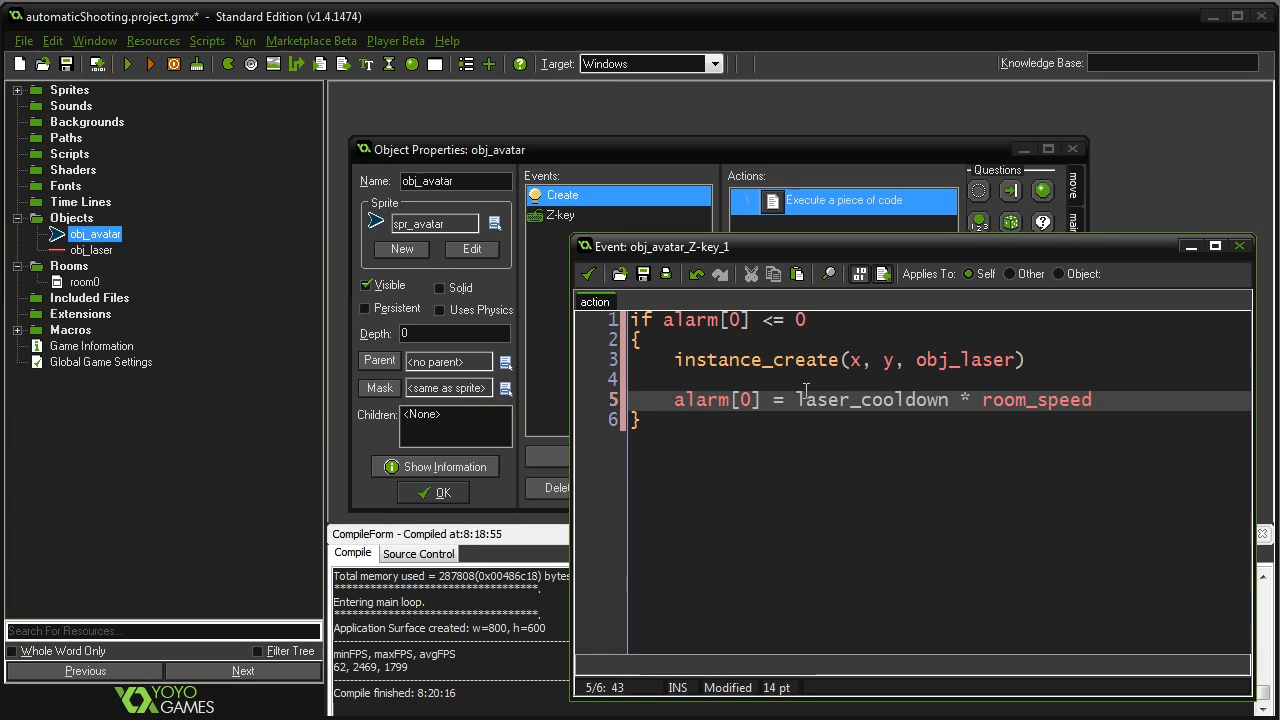 automaticShooting.project.gmx* - Standard Edition (v1.4.1474)
File Edit Window Resources Scripts Run Marketplace Beta Player Beta Help
Target: Windows
Knowledge Base:
Sprites
Sounds
Backgrounds
Paths
Scripts
Shaders
Fonts
Time Lines
Objects
obj_avatar
obj_laser
Rooms
room0
Included Files
Extensions
Macros
Game Information
Global Game Settings
Search For Resources...
Whole Word Only Filter Tree
Previous Next
YOYO
GAMES
Object Properties: obj_avatar
Name: obj_avatar
Sprite
spr_avatar
New Edit
Visible Solid
Persistent Uses Physics
Depth: 0
Parent <no parent>
Mask <same as sprite>
Children: <None>
Show Information
OK
Events:
Create
Z-key
Actions:
1 Execute a piece of code
Questions
move
Event: obj_avatar_Z-key_1
Applies To: Self Other Object:
action
1 if alarm[0] <= 0
2 {
3 instance_create(x, y, obj_laser)
4
5 alarm[0] = laser_cooldown * room_speed
6 }
5/6: 43 INS Modified 14 pt
CompileForm - Compiled at:8:18:55
Compile Source Control
Total memory used = 287808(0x00486c18) bytes
***********************************.
Entering main loop.
***********************************.
Application Surface created: w=800, h=600
minFPS, maxFPS, avgFPS
62, 2469, 1799
Compile finished: 8:20:16